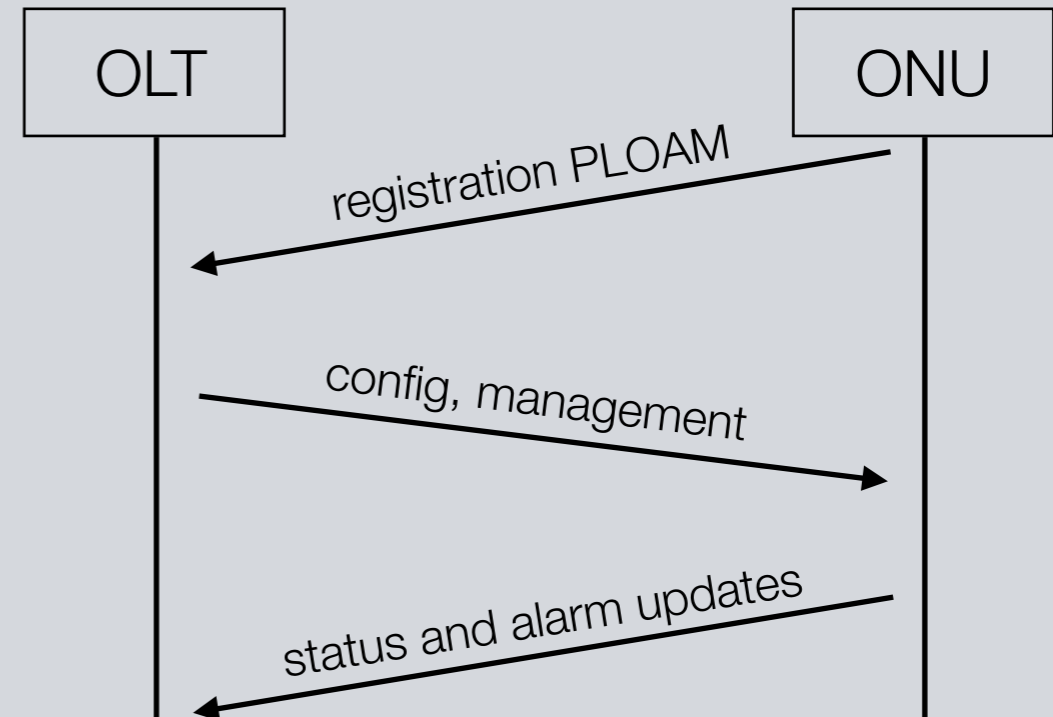 OLT
ONU
registration PLOAM
config, management
status and alarm updates